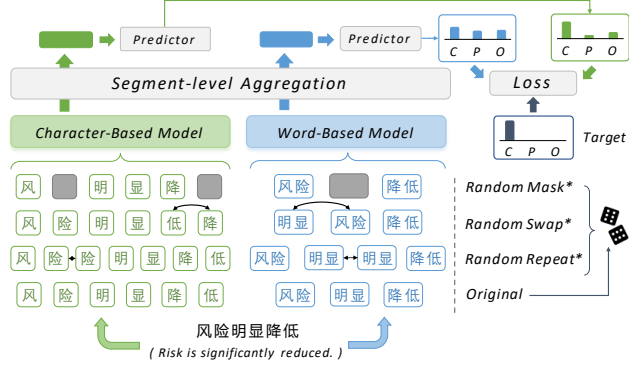 Predictor
Predictor
C P O
C P O
Segment-level Aggregation
Loss
Character-Based Model
Word-Based Model
C P O
Target
风 明 显 降
风险 降低
Random Mask*
风 险 明 显 低 降
明显 风险 降低
Random Swap*
风 险 险 明 显 降 低
风险 明显 明显 降低
Random Repeat*
风 险 明 显 降 低
风险 明显 降低
Original
风险明显降低
( Risk is significantly reduced. )